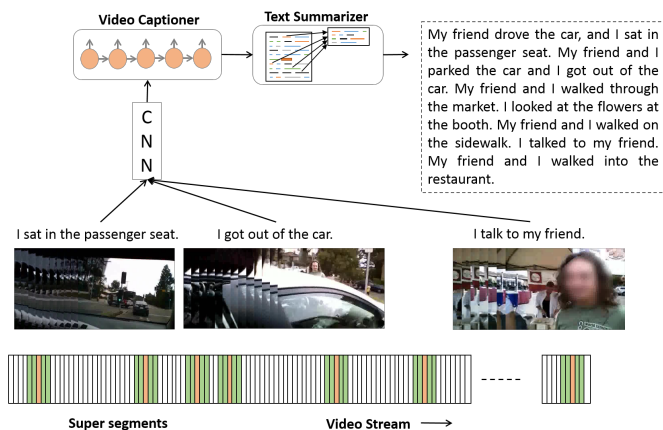 Video Captioner
Text Summarizer
My friend drove the car, and I sat in
the passenger seat. My friend and I
parked the car and I got out of the
car. My friend and I walked through
the market. I looked at the flowers at
the booth. My friend and I walked on
the sidewalk. I talked to my friend.
My friend and I walked into the
restaurant.
C
N
N
I sat in the passenger seat.
I got out of the car.
I talk to my friend.
Super segments
Video Stream